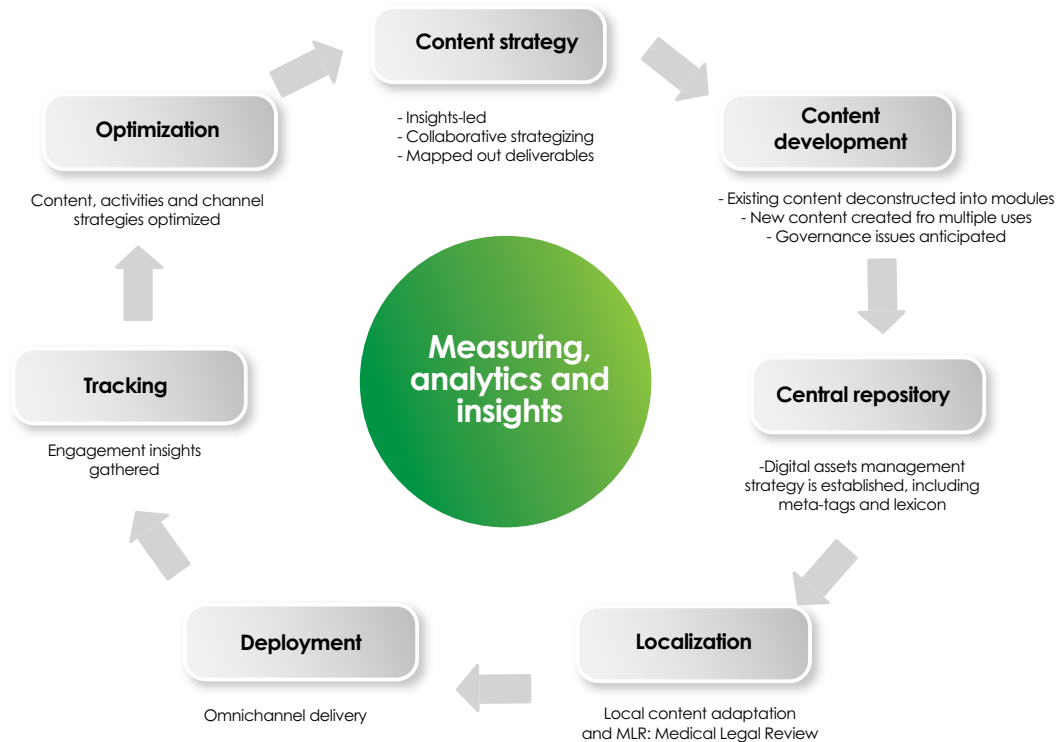 Content strategy
- Insights-led
- Collaborative strategizing
- Mapped out deliverables
Content
development
- Existing content deconstructed into modules
- New content created fro multiple uses
- Governance issues anticipated
Central repository
-Digital assets management
strategy is established, including
meta-tags and lexicon
Localization
Local content adaptation
and MLR: Medical Legal Review
Deployment
Omnichannel delivery
Tracking
Engagement insights
gathered
Optimization
Content, activities and channel
strategies optimized
Measuring,
analytics and
insights